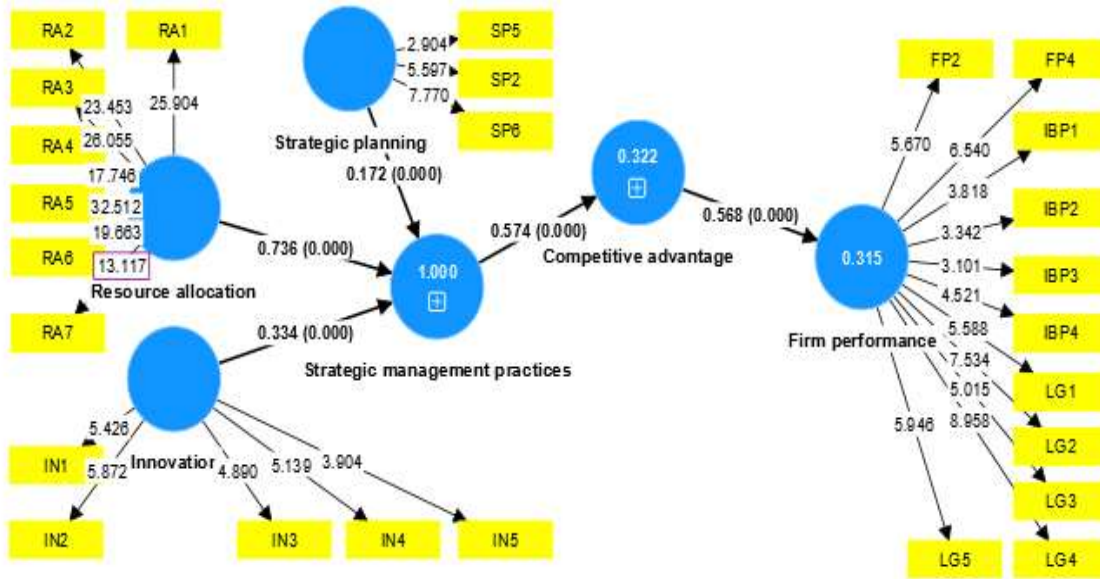 RA2
RA1
SP5
FP2
FP4
2.904
5.597
SP2
7.770
RA3
23.453
25.904
SP6
IBP1
26.055
Strategic planning
5.670
6.540
RA4
0.322
3.818
17.746
0.172 (0.000)
RA5
32.512
0.568 (0.000)
IBP2
19.663
0.574 (0.000)
3.342
RA6
0.736 (0.000)
Competitive advantage
0.315
3.101
IBP3
13.117
1.000
4.521
Resource allocation
5.588
IBP4
RA7
0.334 (0.000)
Firm performance
7.534
Strategic management practices
5.015
LG1
5.946
8.958
5.426
LG2
IN1
5.872
Innovation
4.890
5.139
3.904
LG3
IN2
IN3
IN4
IN5
LG5
LG4